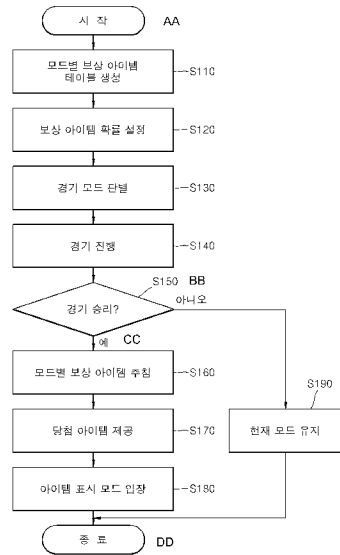 시 작 AA
모드별 보상 아이템
테이블 생성 S110
보상 아이템 확률 설정 S120
경기 모드 판별 S130
경기 진행 S140
S150 BB
경기 승리? 아니오
예 CC
모드별 보상 아이템 추첨 S160
S190
당첨 아이템 제공 S170
현재 모드 유지
아이템 표시 모드 입장 S180
종 료 DD